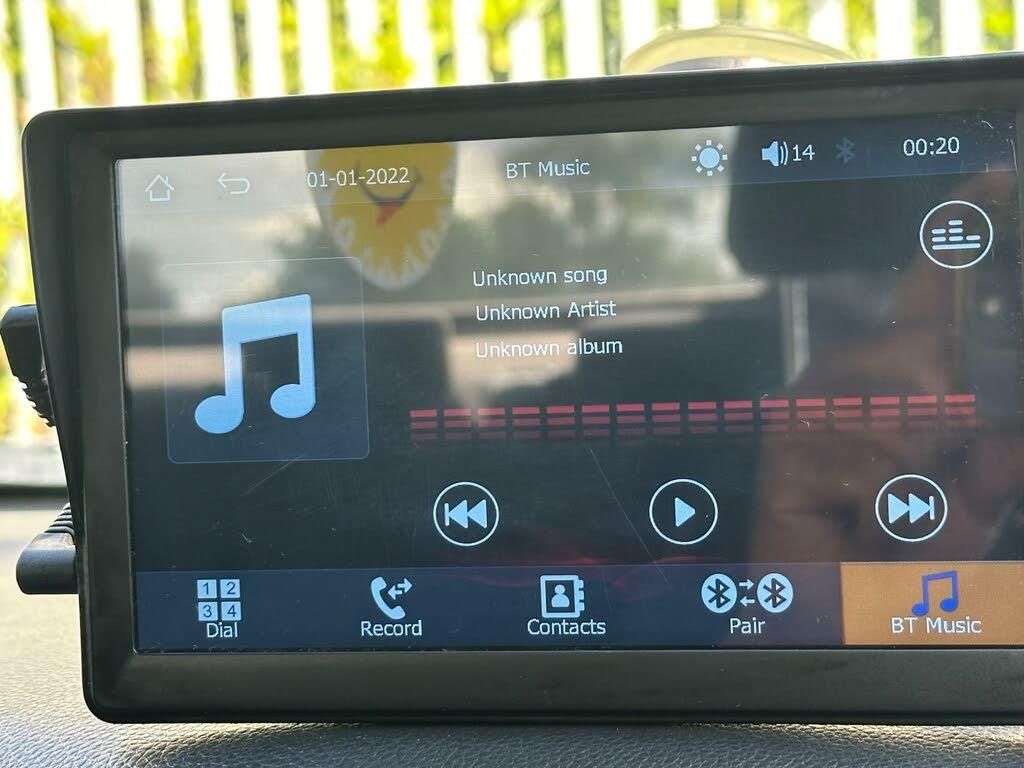 01-01-2022 BT Music 14 00:20
Unknown song
Unknown Artist
Unknown album
1 2
3 4
Dial Record Contacts Pair BT Music